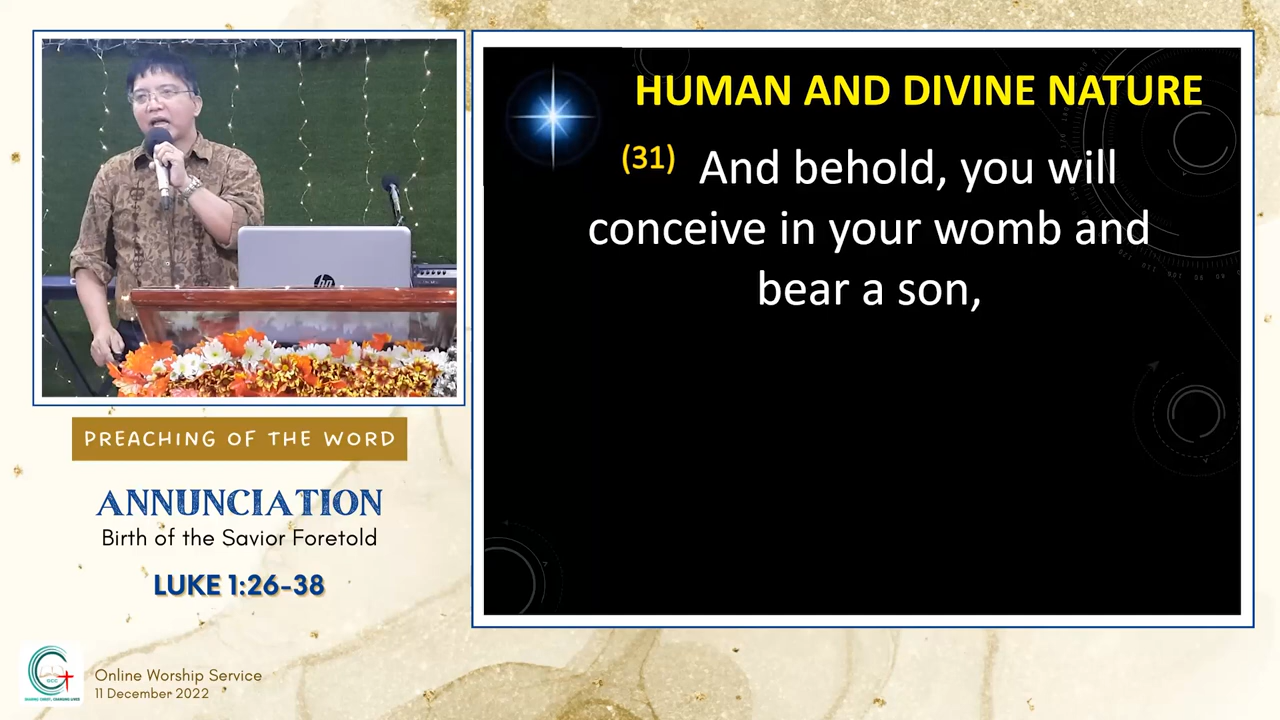 HUMAN AND DIVINE NATURE
(31) And behold, you will
conceive in your womb and
bear a son,
hp
PREACHING OF THE WORD
ANNUNCIATION
Birth of the Savior Foretold
LUKE 1:26-38
Online Worship Service
11 December 2022